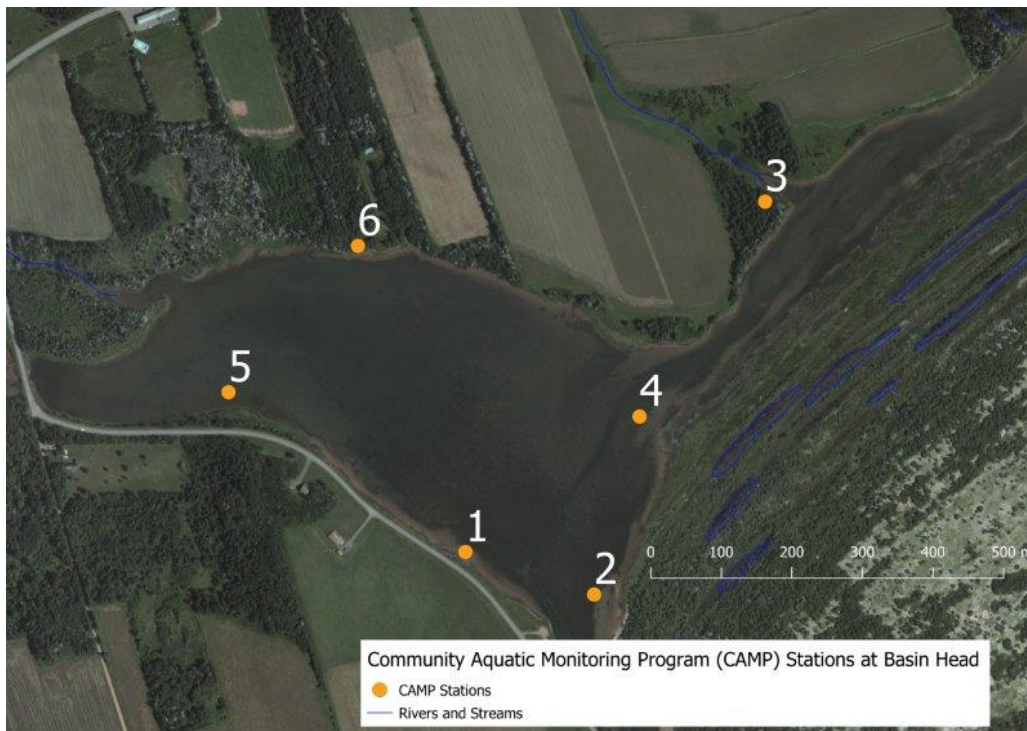 3
6
5
4
1
2
0 100 200 300 400 500 m
Community Aquatic Monitoring Program (CAMP) Stations at Basin Head
CAMP Stations
Rivers and Streams